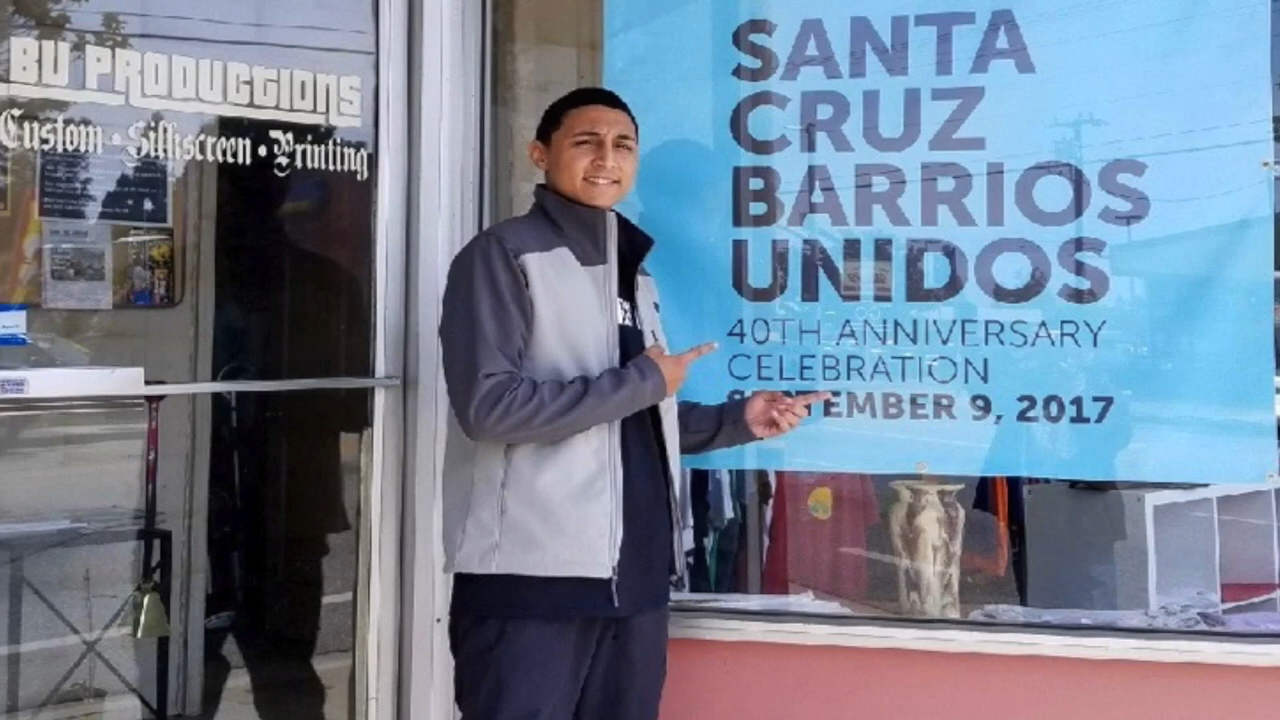 BU PRODUCTIONS
Custom • Silkscreen • Printing
SANTA
CRUZ
BARRIOS
UNIDOS
40TH ANNIVERSARY
CELEBRATION
SEPTEMBER 9, 2017